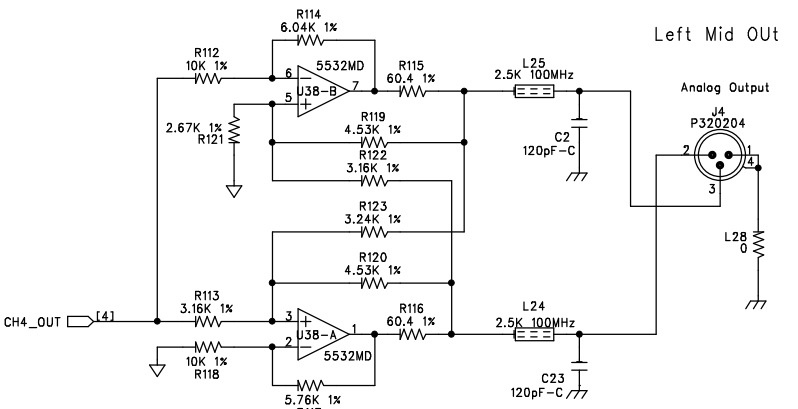 Left Mid OUt
Analog Output
J4
P320204
R114
6.04K 1%
R112
10K 1%
5532MD
R115
60.4 1%
L25
2.5K 100MHz
6
U38-B
7
5
2.67K 1%
R121
R119
4.53K 1%
C2
120pF-C
R122
3.16K 1%
2
1
4
3
R123
3.24K 1%
L28
0
R120
4.53K 1%
R113
3.16K 1%
R116
60.4 1%
L24
2.5K 100MHz
CH4_OUT
[4]
3
U38-A
1
2
5532MD
10K 1%
R118
C23
120pF-C
5.76K 1%